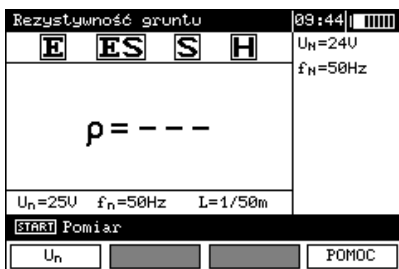 Rezystywność gruntu 09:44
E ES S H
UN=24V
fN=50Hz
ρ=---
Un=25V fn=50Hz L=1/50m
START Pomiar
Un POMOC